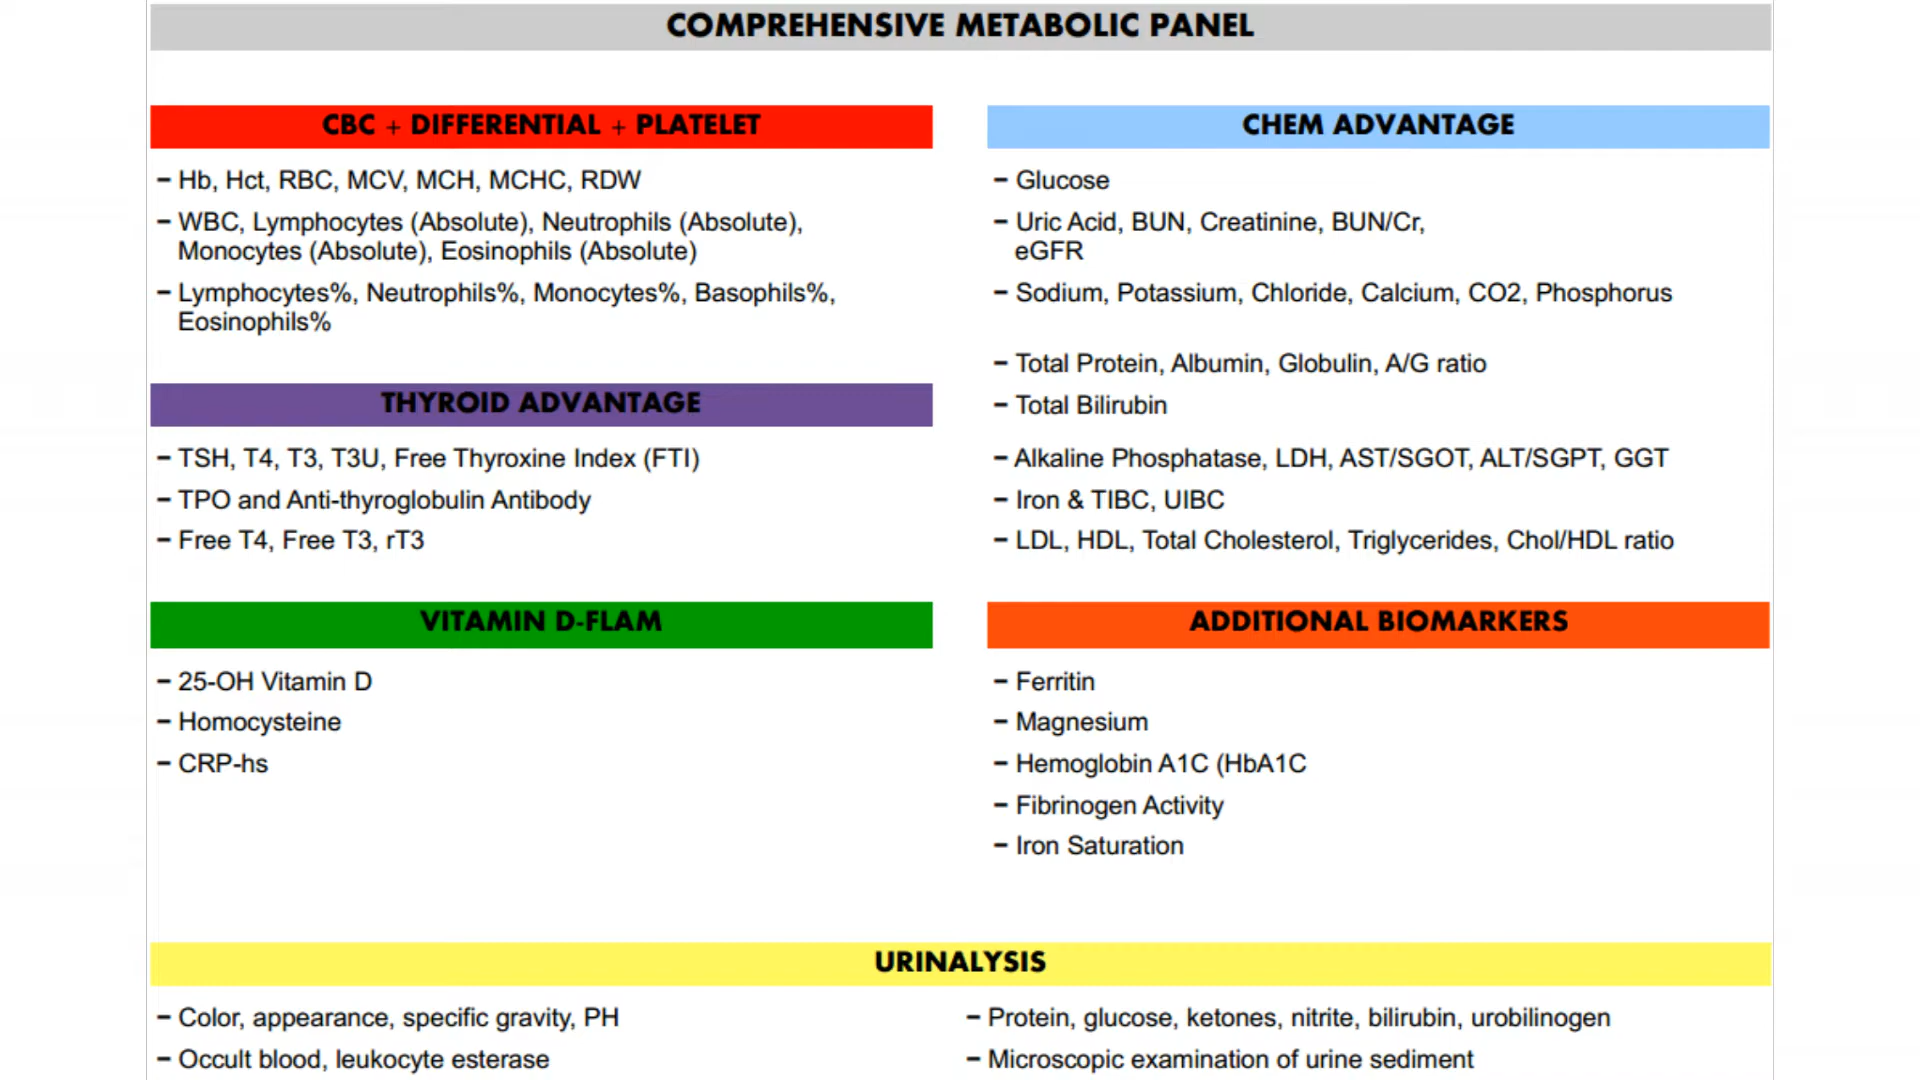 COMPREHENSIVE METABOLIC PANEL
CBC + DIFFERENTIAL + PLATELET
– Hb, Hct, RBC, MCV, MCH, MCHC, RDW
– WBC, Lymphocytes (Absolute), Neutrophils (Absolute),
Monocytes (Absolute), Eosinophils (Absolute)
– Lymphocytes%, Neutrophils%, Monocytes%, Basophils%,
Eosinophils%
THYROID ADVANTAGE
– TSH, T4, T3, T3U, Free Thyroxine Index (FTI)
– TPO and Anti-thyroglobulin Antibody
– Free T4, Free T3, rT3
VITAMIN D-FLAM
– 25-OH Vitamin D
– Homocysteine
– CRP-hs
CHEM ADVANTAGE
– Glucose
– Uric Acid, BUN, Creatinine, BUN/Cr,
eGFR
– Sodium, Potassium, Chloride, Calcium, CO2, Phosphorus
– Total Protein, Albumin, Globulin, A/G ratio
– Total Bilirubin
– Alkaline Phosphatase, LDH, AST/SGOT, ALT/SGPT, GGT
– Iron & TIBC, UIBC
– LDL, HDL, Total Cholesterol, Triglycerides, Chol/HDL ratio
ADDITIONAL BIOMARKERS
– Ferritin
– Magnesium
– Hemoglobin A1C (HbA1C
– Fibrinogen Activity
– Iron Saturation
URINALYSIS
– Color, appearance, specific gravity, PH
– Occult blood, leukocyte esterase
– Protein, glucose, ketones, nitrite, bilirubin, urobilinogen
– Microscopic examination of urine sediment